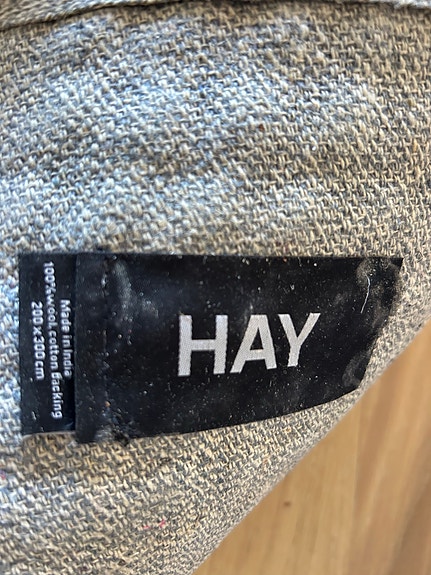 HAY
Made in India
100% wool, cotton Backing
200 x 300 cm